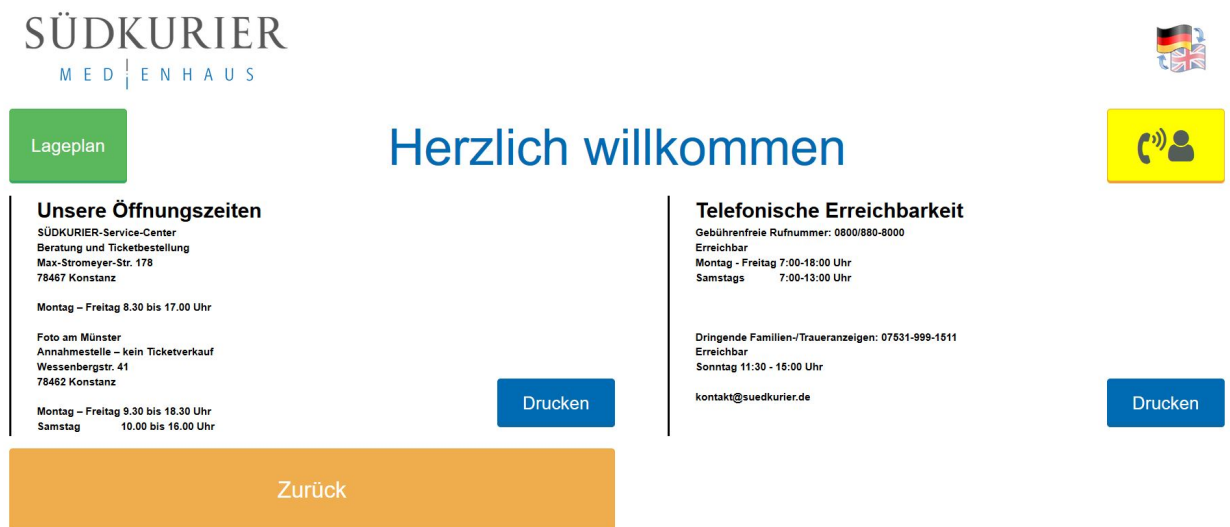 SÜDKURIER
MEDIENHAUS
Lageplan
Herzlich willkommen
Unsere Öffnungszeiten
SÜDKURIER-Service-Center
Beratung und Ticketbestellung
Max-Stromeyer-Str. 178
78467 Konstanz
Montag – Freitag 8.30 bis 17.00 Uhr
Foto am Münster
Annahmestelle – kein Ticketverkauf
Wessenbergstr. 41
78462 Konstanz
Montag – Freitag 9.30 bis 18.30 Uhr
Samstag 10.00 bis 16.00 Uhr
Drucken
Telefonische Erreichbarkeit
Gebührenfreie Rufnummer: 0800/880-8000
Erreichbar
Montag - Freitag 7:00-18:00 Uhr
Samstags 7:00-13:00 Uhr
Dringende Familien-/Traueranzeigen: 07531-999-1511
Erreichbar
Sonntag 11:30 - 15:00 Uhr
kontakt@suedkurier.de
Drucken
Zurück